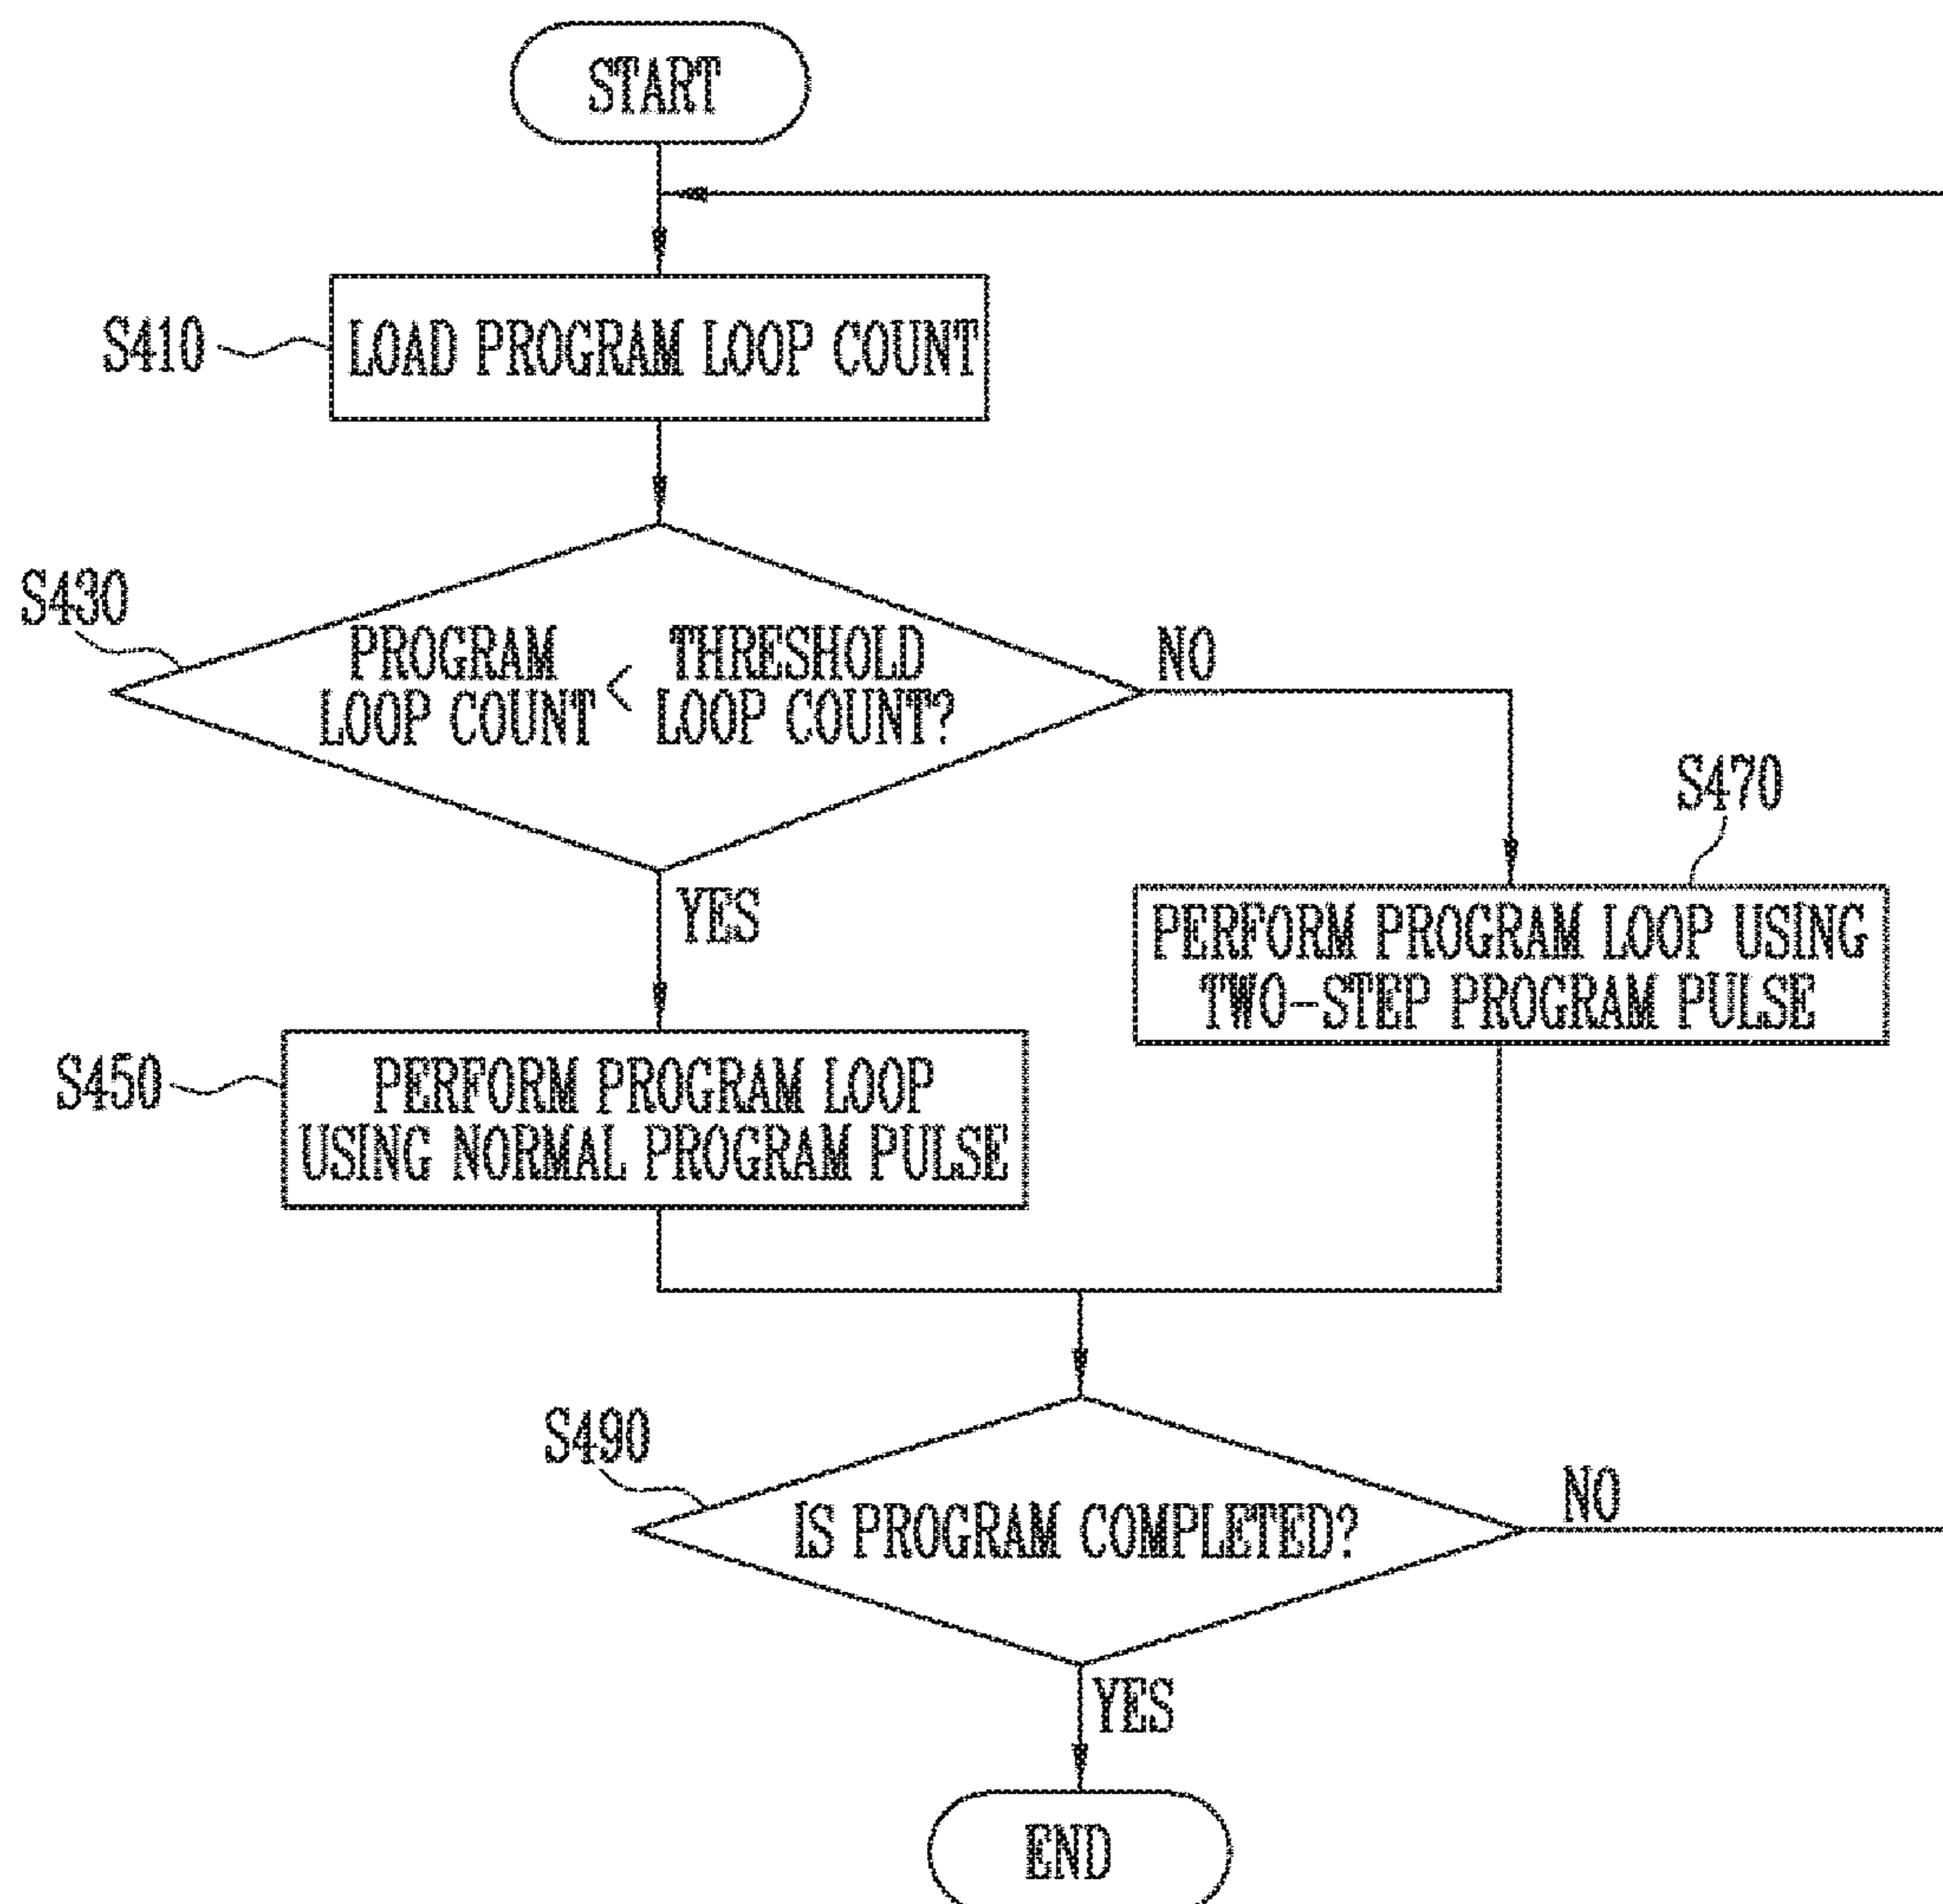 START
S410
LOAD PROGRAM LOOP COUNT
S430
PROGRAM
LOOP COUNT
<
THRESHOLD
LOOP COUNT?
NO
YES
S470
PERFORM PROGRAM LOOP USING
TWO-STEP PROGRAM PULSE
S450
PERFORM PROGRAM LOOP
USING NORMAL PROGRAM PULSE
S490
IS PROGRAM COMPLETED?
NO
YES
END